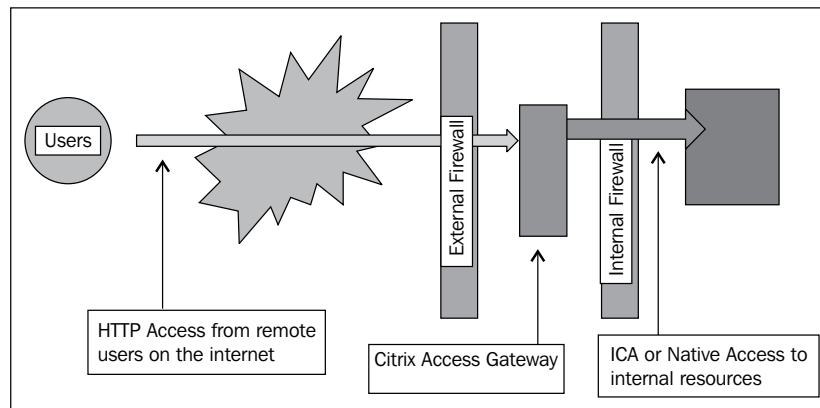 Users
External Firewall
Internal Firewall
HTTP Access from remote
users on the internet
Citrix Access Gateway
ICA or Native Access to
internal resources